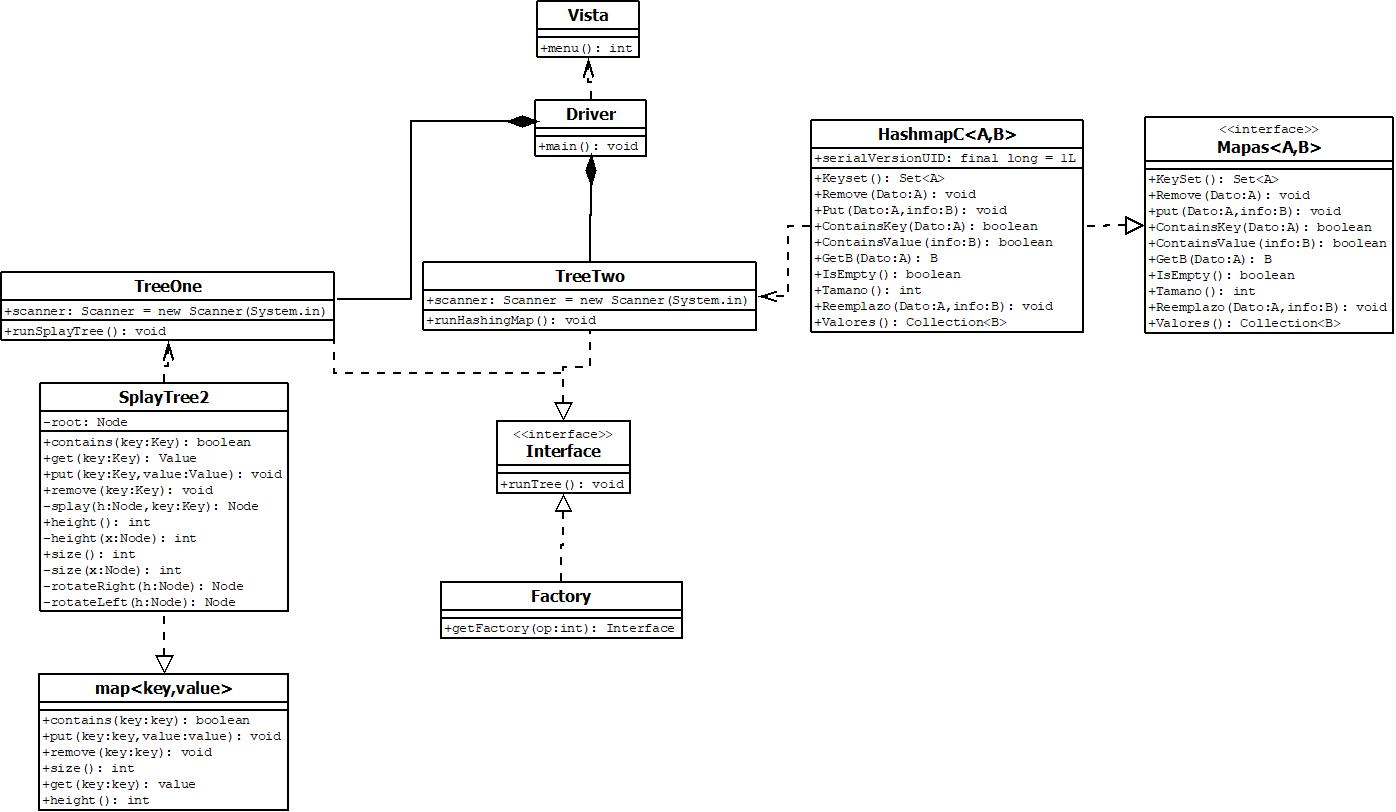 Vista
+menu(): int
Driver
+main(): void
HashmapC<A,B>
+serialVersionUID: final long = 1L
+Keyset(): Set<A>
+Remove(Dato:A): void
+Put(Dato:A,info:B): void
+ContainsKey(Dato:A): boolean
+ContainsValue(info:B): boolean
+GetB(Dato:A): B
+IsEmpty(): boolean
+Tamano(): int
+Reemplazo(Dato:A,info:B): void
+Valores(): Collection<B>
<<interface>>
Mapas<A,B>
+KeySet(): Set<A>
+Remove(Dato:A): void
+put(Dato:A,info:B): void
+ContainsKey(Dato:A): boolean
+ContainsValue(info:B): boolean
+GetB(Dato:A): B
+IsEmpty(): boolean
+Tamano(): int
+Reemplazo(Dato:A,info:B): void
+Valores(): Collection<B>
TreeOne
+scanner: Scanner = new Scanner(System.in)
+runSplayTree(): void
TreeTwo
+scanner: Scanner = new Scanner(System.in)
+runHashingMap(): void
SplayTree2
-root: Node
+contains(key:Key): boolean
+get(key:Key): Value
+put(key:Key,value:Value): void
+remove(key:Key): void
-splay(h:Node,key:Key): Node
+height(): int
-height(x:Node): int
+size(): int
-size(x:Node): int
-rotateRight(h:Node): Node
-rotateLeft(h:Node): Node
<<interface>>
Interface
+runTree(): void
Factory
+getFactory(op:int): Interface
map<key,value>
+contains(key:key): boolean
+put(key:key,value:value): void
+remove(key:key): void
+size(): int
+get(key:key): value
+height(): int